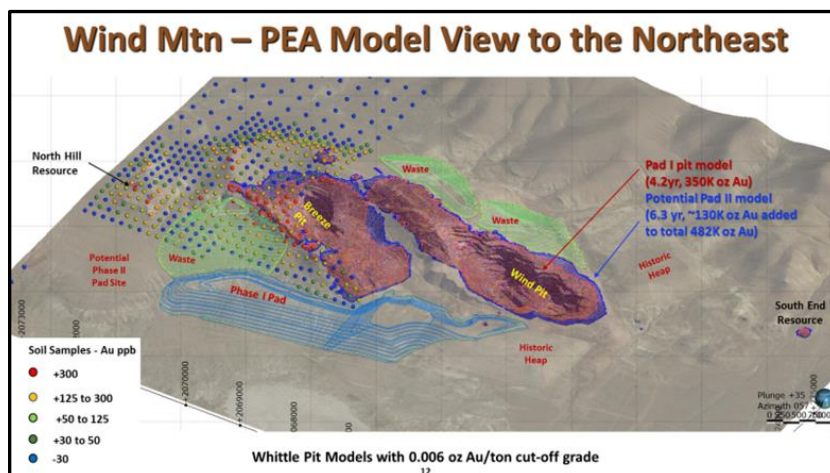 Wind Mtn – PEA Model View to the Northeast
North Hill
Resource
Waste
Pad I pit model
(4.2yr, 350K oz Au)
Potential Pad II model
(6.3 yr, ~130K oz Au added
to total 482K oz Au)
Breeze
Pit
Waste
Wind Pit
Historic
Heap
Potential
Phase II
Pad Site
Waste
Phase I Pad
South End
Resource
Historic
Heap
Soil Samples - Au ppb
+300
+125 to 300
+50 to 125
+30 to 50
-30
+2070000
+2069000
Plunge +35
Azimuth 057
Whittle Pit Models with 0.006 oz Au/ton cut-off grade
12